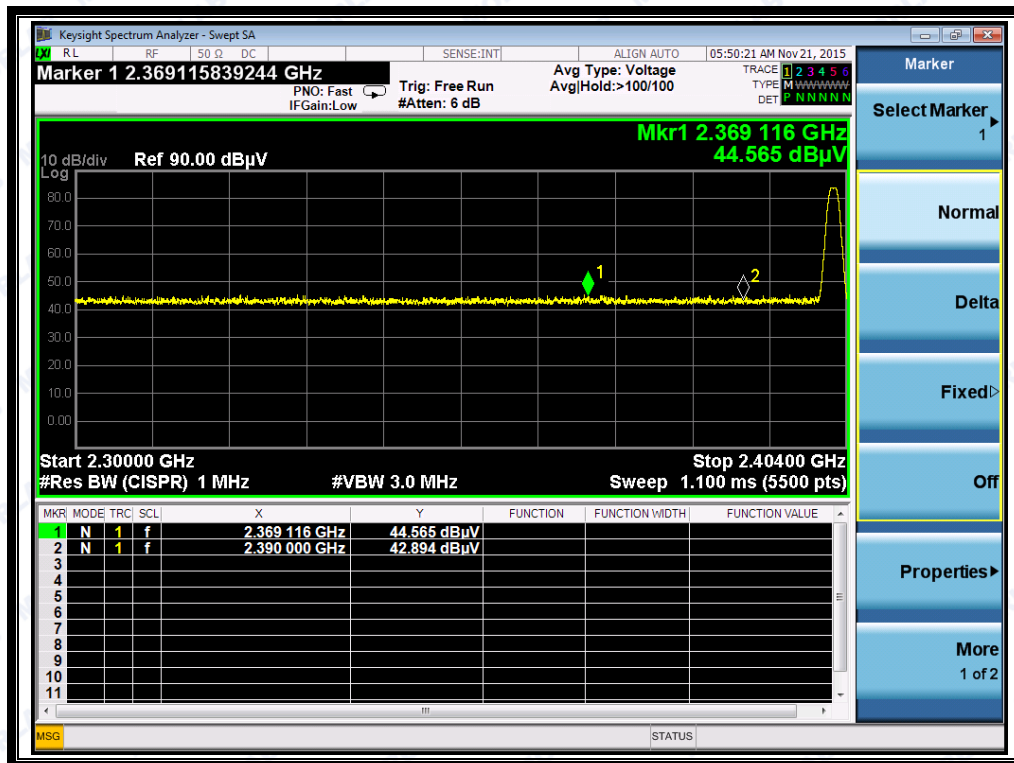 Keysight Spectrum Analyzer - Swept SA
LXI RL RF 50 Ω DC SENSE:INT ALIGN AUTO 05:50:21 AM Nov 21, 2015
Marker 1 2.369115839244 GHz
PNO: Fast
IFGain:Low
Trig: Free Run
#Atten: 6 dB
Avg Type: Voltage
Avg|Hold:>100/100
TRACE 1 2 3 4 5 6
TYPE M WWWWW
DET P N N N N N
Mkr1 2.369 116 GHz
44.565 dBµV
10 dB/div Ref 90.00 dBµV
Log
80.0
70.0
60.0
50.0
40.0
30.0
20.0
10.0
0.00
1
2
Start 2.30000 GHz Stop 2.40400 GHz
#Res BW (CISPR) 1 MHz #VBW 3.0 MHz Sweep 1.100 ms (5500 pts)
MKR MODE TRC SCL X Y FUNCTION FUNCTION WIDTH FUNCTION VALUE
1 N 1 f 2.369 116 GHz 44.565 dBµV
2 N 1 f 2.390 000 GHz 42.894 dBµV
3
4
5
6
7
8
9
10
11
MSG STATUS
Marker
Select Marker
1
Normal
Delta
Fixed
Off
Properties
More
1 of 2